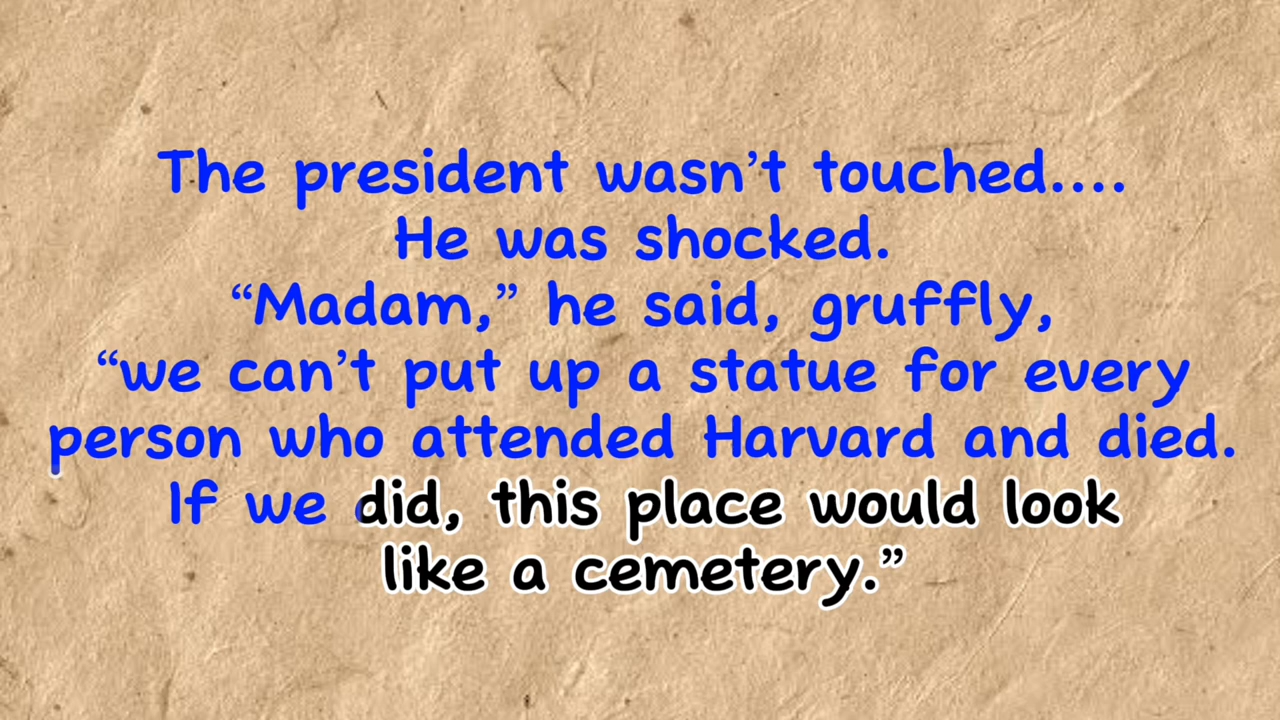 The president wasn’t touched....
He was shocked.
“Madam,” he said, gruffly,
“we can’t put up a statue for every
person who attended Harvard and died.
If we did, this place would look
like a cemetery.”